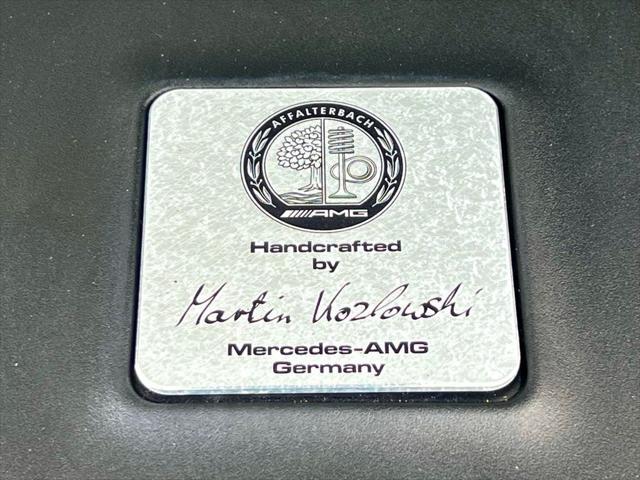 AFFALTERBACH
AMG
Handcrafted
by
Martin Kozlowski
Mercedes-AMG
Germany